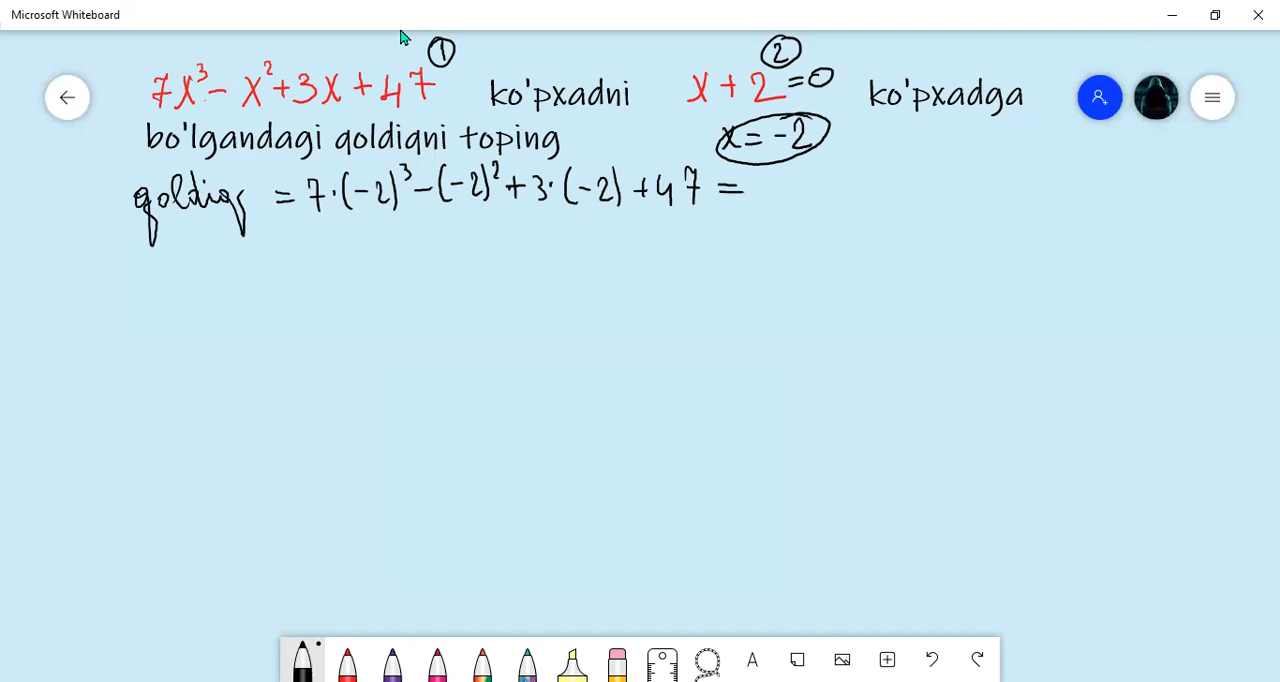 Microsoft Whiteboard
① ②
7x³ - x² + 3x + 47 ko'pxadni x + 2 = 0 ko'pxadga
bo'lgandagi qoldiqni toping x = -2
qoldiq = 7·(-2)³ - (-2)² + 3·(-2) + 47 =
A